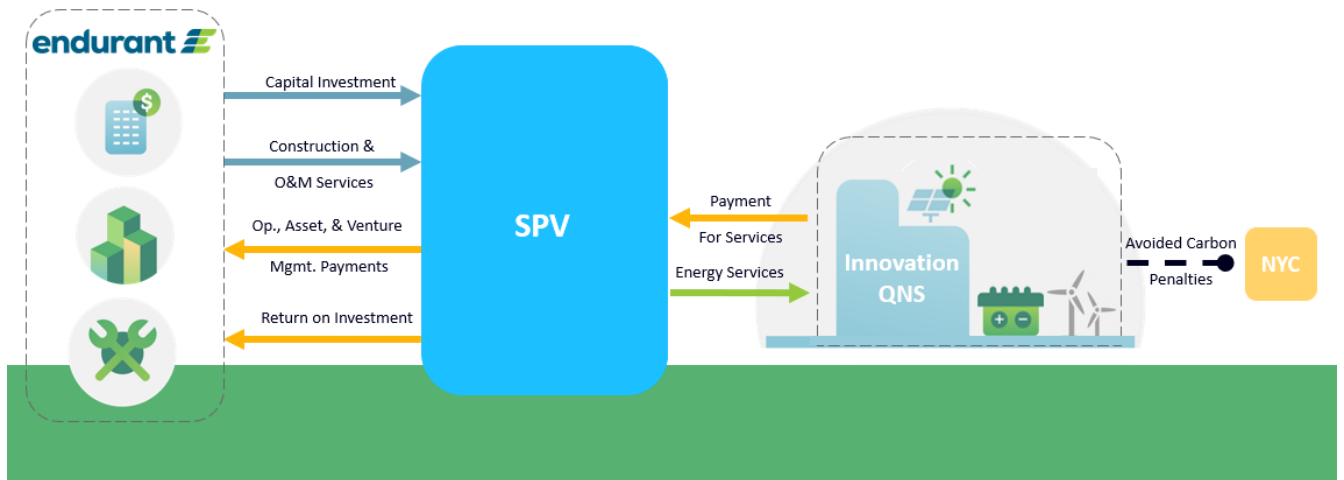 endurant
$
Capital Investment
Construction &
O&M Services
Op., Asset, & Venture
Mgmt. Payments
Return on Investment
SPV
Payment
For Services
Energy Services
Innovation
QNS
Avoided Carbon
Penalties
NYC